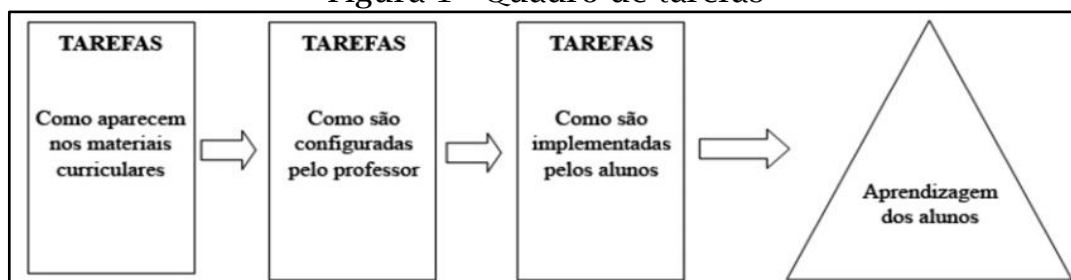 Figura 1 - Quadro de tarefas
TAREFAS
Como aparecem
nos materiais
curriculares
TAREFAS
Como são
configuradas
pelo professor
TAREFAS
Como são
implementadas
pelos alunos
Aprendizagem
dos alunos